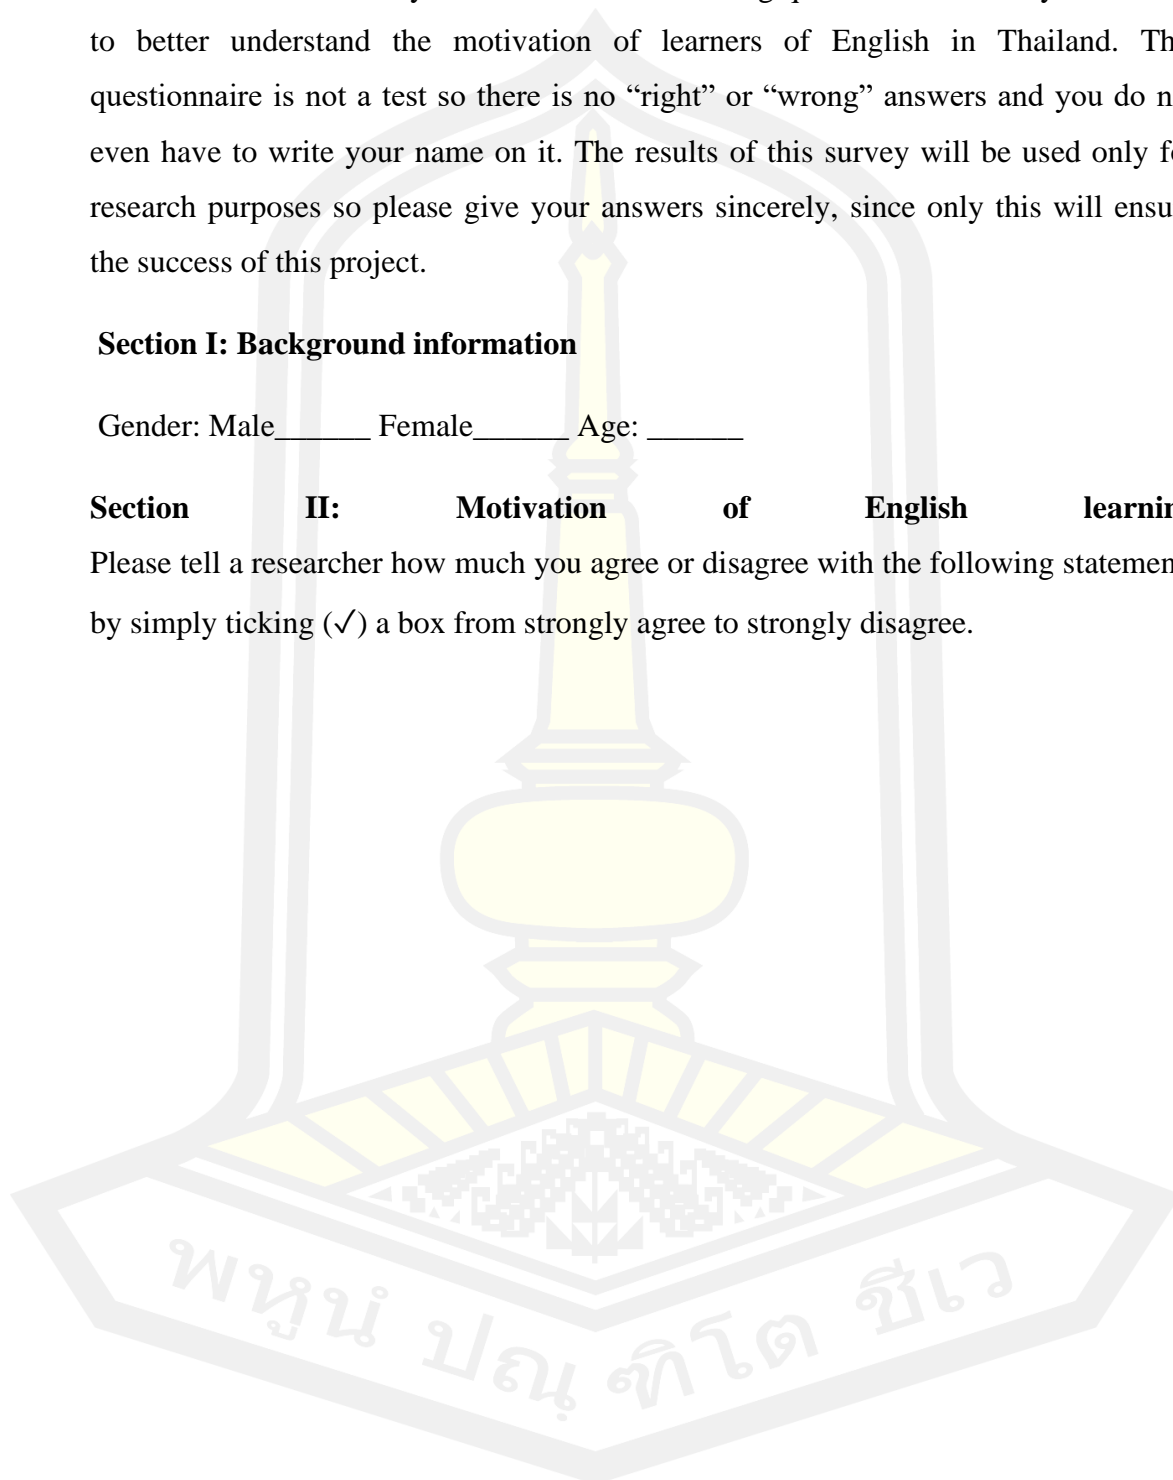 to better understand the motivation of learners of English in Thailand.
questionnaire is not a test so there is no “right” or “wrong” answers and you do
even have to write your name on it. The results of this survey will be used only
research purposes so please give your answers sincerely, since only this will
the success of this project.
Section I: Background information
Gender: Male______ Female______ Age: ______
Section II: Motivation of English
Please tell a researcher how much you agree or disagree with the following
by simply ticking (✓) a box from strongly agree to strongly disagree.
พหูนํ ปณฺฑิโต ชีเว